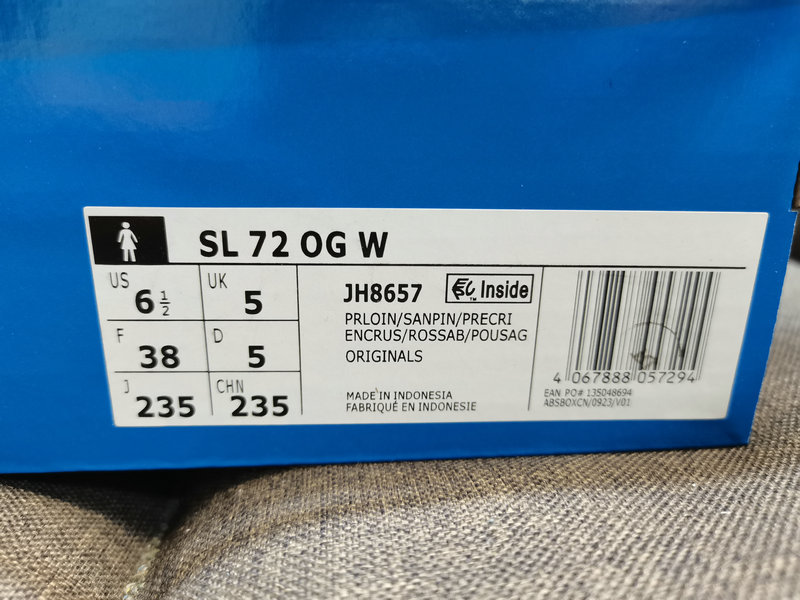 SL 72 OG W
US 6 1/2
UK 5
F 38
D 5
J 235
CHN 235
JH8657
ESC Inside
TM
PRLOIN/SANPIN/PRECRI
ENCRUS/ROSSAB/POUSAG
ORIGINALS
MADE IN INDONESIA
FABRIQUÉ EN INDONESIE
4 067888 057294
EAN PO# 135048694
ABSBOXCN/0923/V01